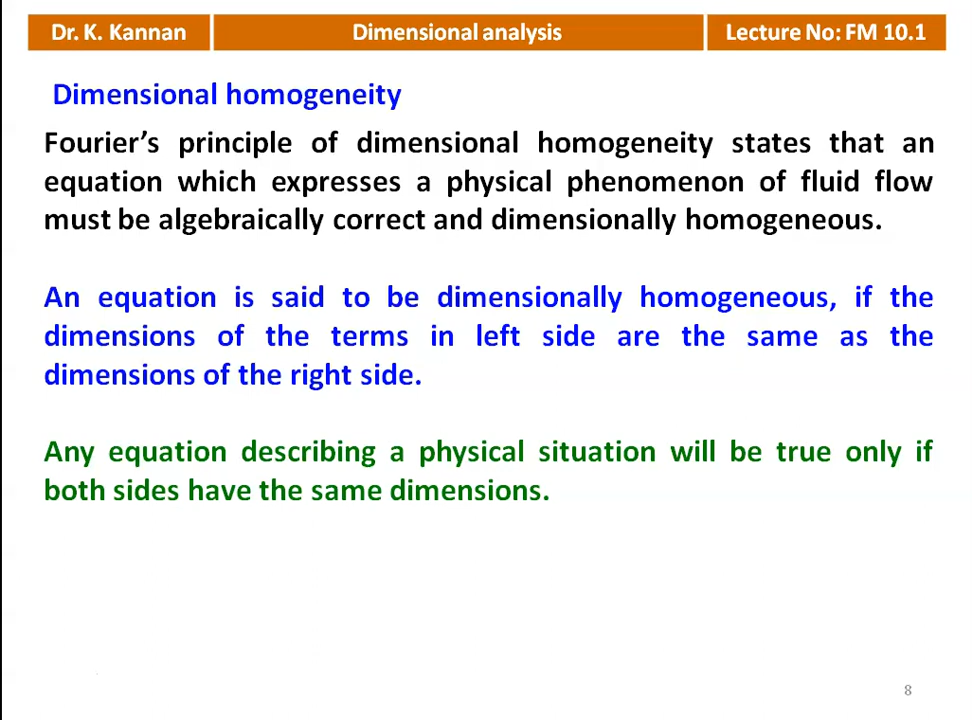 Dr. K. Kannan
Dimensional analysis
Lecture No: FM 10.1
Dimensional homogeneity
Fourier’s principle of dimensional homogeneity states that an
equation which expresses a physical phenomenon of fluid flow
must be algebraically correct and dimensionally homogeneous.
An equation is said to be dimensionally homogeneous, if the
dimensions of the terms in left side are the same as the
dimensions of the right side.
Any equation describing a physical situation will be true only if
both sides have the same dimensions.
8